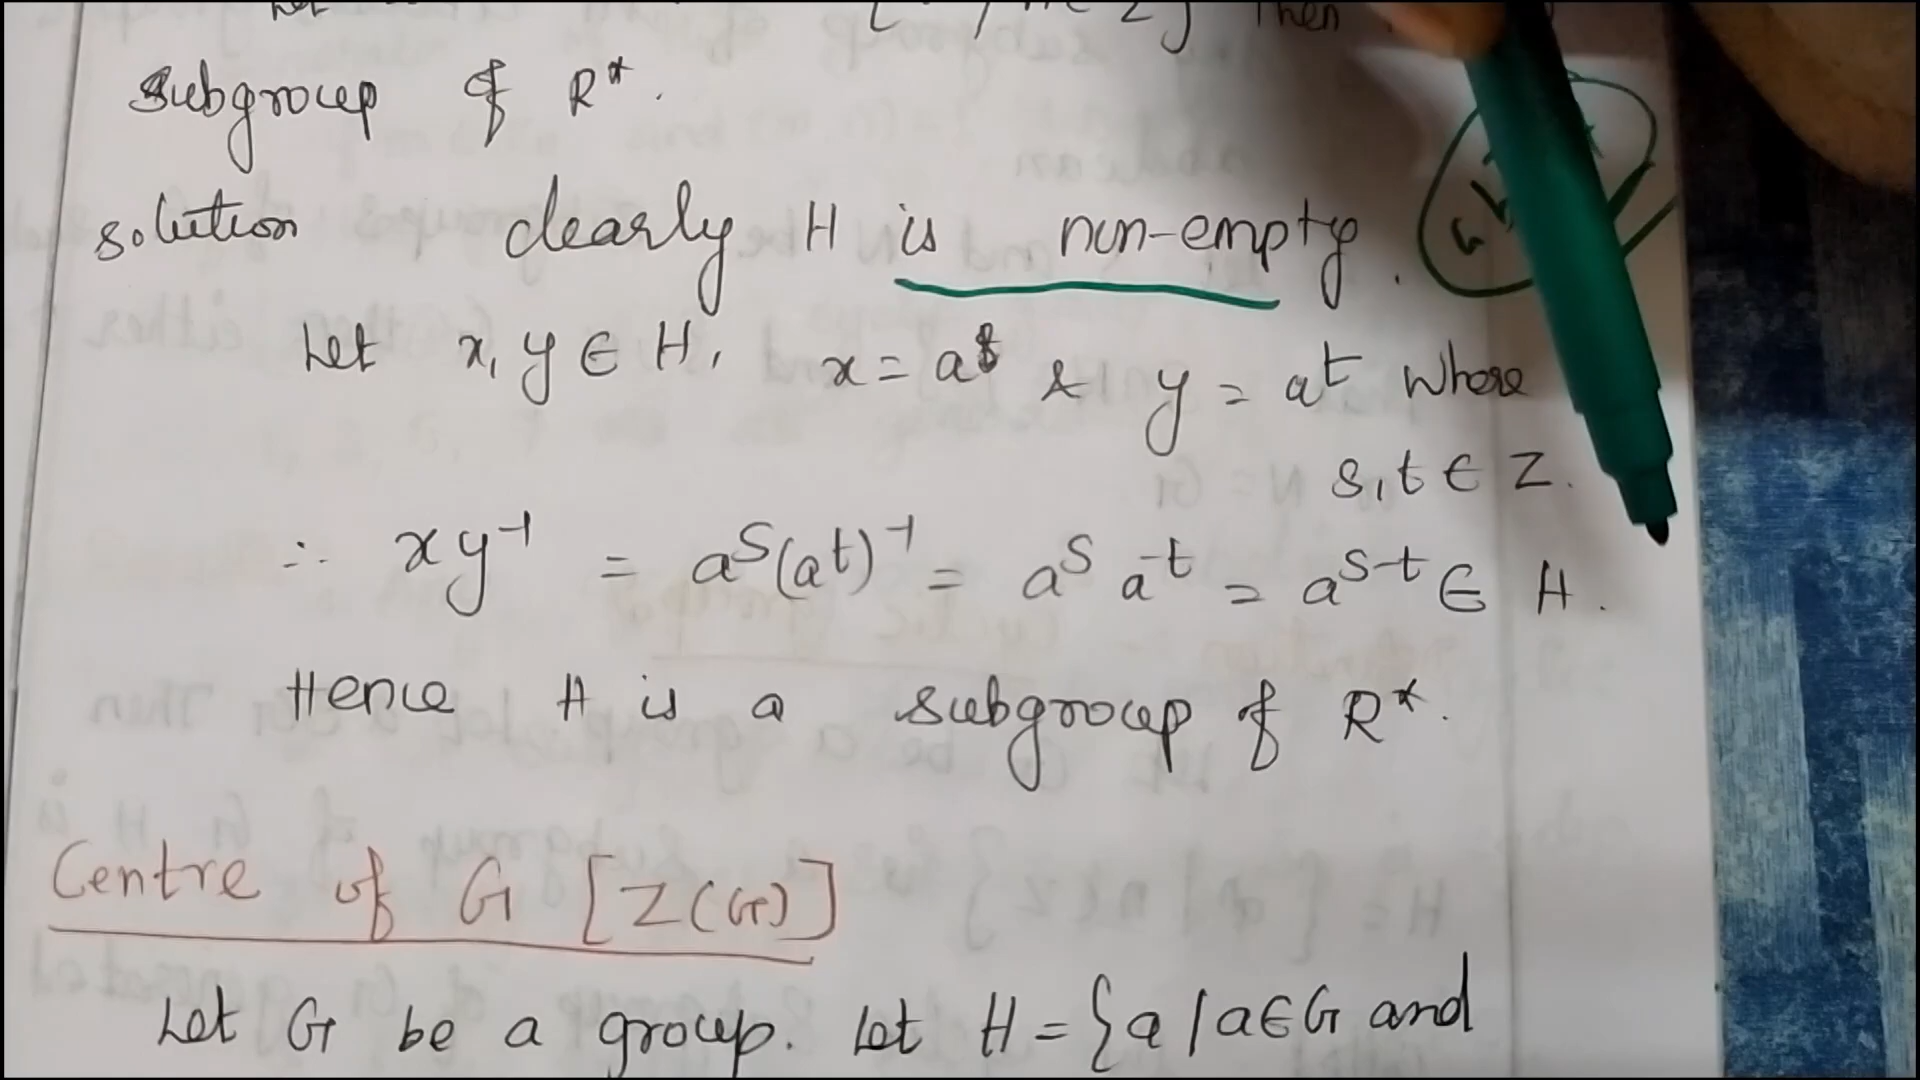 Then
subgroup of R*.
solution clearly H is non-empty.
Let x, y ∈ H, x = a^s & y = a^t where
s, t ∈ Z.
∴ xy^-1 = a^s(a^t)^-1 = a^s a^-t = a^s-t ∈ H.
Hence H is a subgroup of R*.
Centre of G [Z(G)]
Let G be a group. Let H = {a / a∈G and